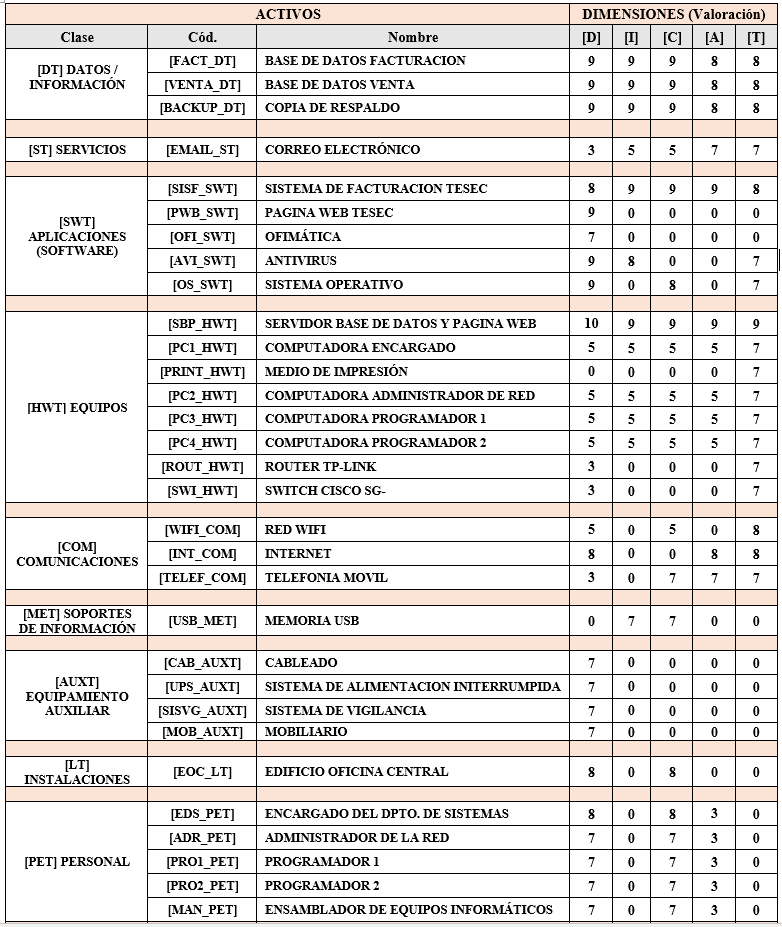 ACTIVOS DIMENSIONES (Valoración)
Clase Cód. Nombre [D] [I] [C] [A] [T]
[DT] DATOS / INFORMACIÓN
[FACT_DT] BASE DE DATOS FACTURACION 9 9 9 8 8
[VENTA_DT] BASE DE DATOS VENTA 9 9 9 8 8
[BACKUP_DT] COPIA DE RESPALDO 9 9 9 8 8
[ST] SERVICIOS [EMAIL_ST] CORREO ELECTRÓNICO 3 5 5 7 7
[SWT]
APLICACIONES
(SOFTWARE)
[SISF_SWT] SISTEMA DE FACTURACION TESEC 8 9 9 9 8
[PWB_SWT] PAGINA WEB TESEC 9 0 0 0 0
[OFI_SWT] OFIMÁTICA 7 0 0 0 0
[AVI_SWT] ANTIVIRUS 9 8 0 0 7
[OS_SWT] SISTEMA OPERATIVO 9 0 8 0 7
[HWT] EQUIPOS
[SBP_HWT] SERVIDOR BASE DE DATOS Y PAGINA WEB 10 9 9 9 9
[PC1_HWT] COMPUTADORA ENCARGADO 5 5 5 5 7
[PRINT_HWT] MEDIO DE IMPRESIÓN 0 0 0 0 7
[PC2_HWT] COMPUTADORA ADMINISTRADOR DE RED 5 5 5 5 7
[PC3_HWT] COMPUTADORA PROGRAMADOR 1 5 5 5 5 7
[PC4_HWT] COMPUTADORA PROGRAMADOR 2 5 5 5 5 7
[ROUT_HWT] ROUTER TP-LINK 3 0 0 0 7
[SWI_HWT] SWITCH CISCO SG- 3 0 0 0 7
[COM]
COMUNICACIONES
[WIFI_COM] RED WIFI 5 0 5 0 8
[INT_COM] INTERNET 8 0 0 8 8
[TELEF_COM] TELEFONIA MOVIL 3 0 7 7 7
[MET] SOPORTES
DE INFORMACIÓN
[USB_MET] MEMORIA USB 0 7 7 0 0
[AUXT]
EQUIPAMIENTO
AUXILIAR
[CAB_AUXT] CABLEADO 7 0 0 0 0
[UPS_AUXT] SISTEMA DE ALIMENTACION INITERRUMPIDA 7 0 0 0 0
[SISVG_AUXT] SISTEMA DE VIGILANCIA 7 0 0 0 0
[MOB_AUXT] MOBILIARIO 7 0 0 0 0
[LT]
INSTALACIONES
[EOC_LT] EDIFICIO OFICINA CENTRAL 8 0 8 0 0
[PET] PERSONAL
[EDS_PET] ENCARGADO DEL DPTO. DE SISTEMAS 8 0 8 3 0
[ADR_PET] ADMINISTRADOR DE LA RED 7 0 7 3 0
[PRO1_PET] PROGRAMADOR 1 7 0 7 3 0
[PRO2_PET] PROGRAMADOR 2 7 0 7 3 0
[MAN_PET] ENSAMBLADOR DE EQUIPOS INFORMÁTICOS 7 0 7 3 0